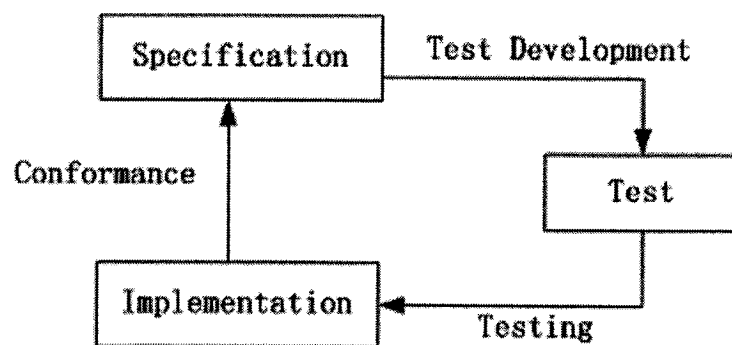 Specification
Test Development
Conformance
Test
Implementation
Testing